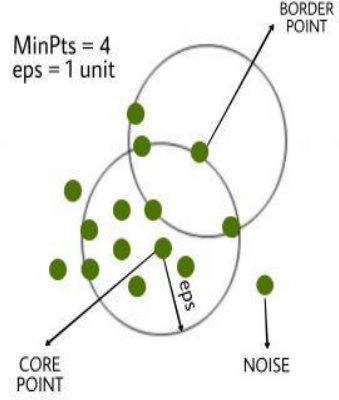 BORDER
POINT
MinPts = 4
eps = 1 unit
eps
CORE
POINT
NOISE